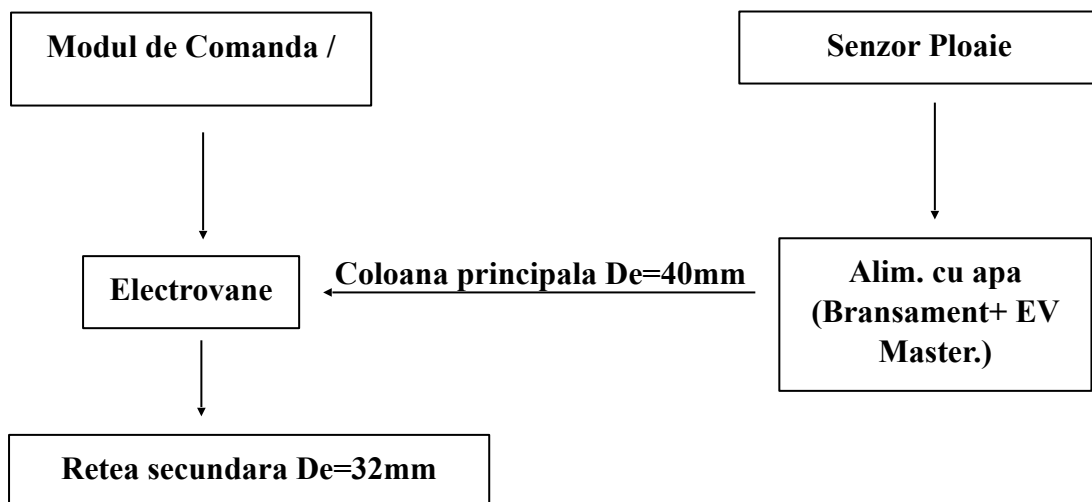 Modul de Comanda /
Senzor Ploaie
Electrovane
Coloana principala De=40mm
Alim. cu apa
(Bransament+ EV
Master.)
Retea secundara De=32mm